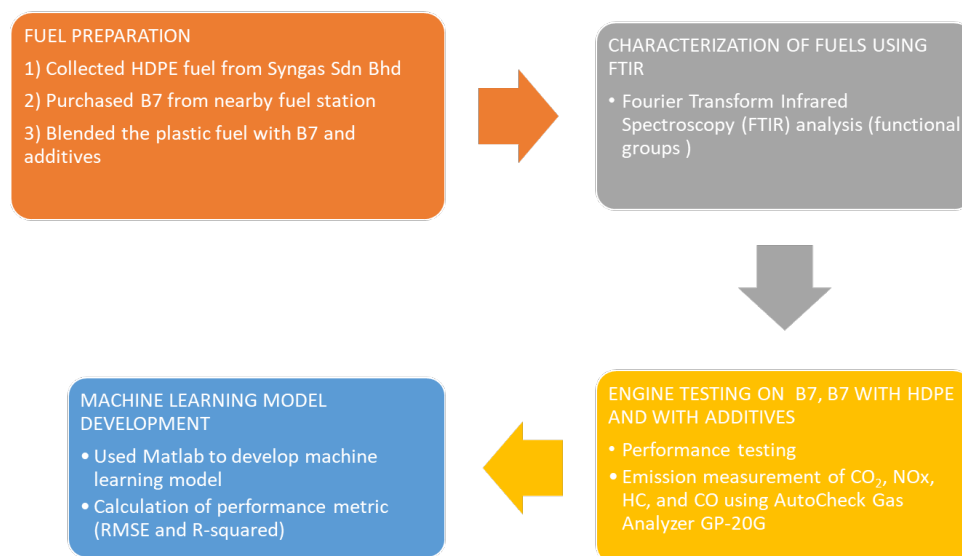 FUEL PREPARATION
1) Collected HDPE fuel from Syngas Sdn Bhd
2) Purchased B7 from nearby fuel station
3) Blended the plastic fuel with B7 and
additives
CHARACTERIZATION OF FUELS USING
FTIR
• Fourier Transform Infrared
Spectroscopy (FTIR) analysis (functional
groups )
ENGINE TESTING ON B7, B7 WITH HDPE
AND WITH ADDITIVES
• Performance testing
• Emission measurement of CO₂, NOx,
HC, and CO using AutoCheck Gas
Analyzer GP-20G
MACHINE LEARNING MODEL
DEVELOPMENT
• Used Matlab to develop machine
learning model
• Calculation of performance metric
(RMSE and R-squared)